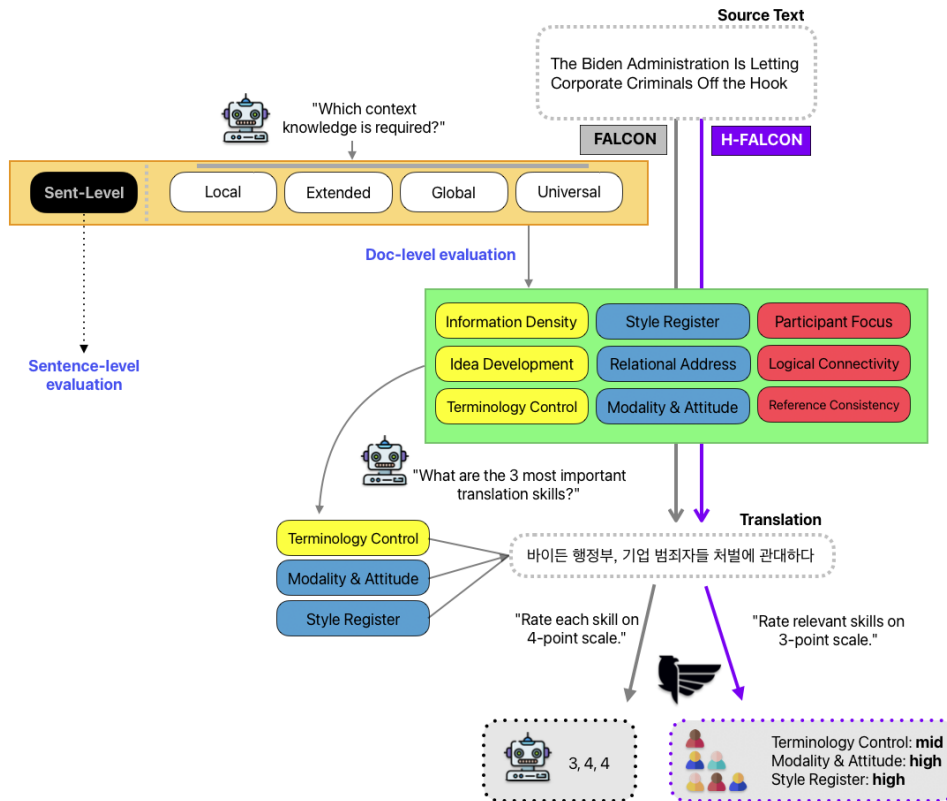 Source Text
The Biden Administration Is Letting
Corporate Criminals Off the Hook
"Which context
knowledge is required?"
FALCON
H-FALCON
Sent-Level
Local
Extended
Global
Universal
Doc-level evaluation
Information Density
Style Register
Participant Focus
Idea Development
Relational Address
Logical Connectivity
Terminology Control
Modality & Attitude
Reference Consistency
Sentence-level
evaluation
"What are the 3 most important
translation skills?"
Translation
Terminology Control
Modality & Attitude
Style Register
바이든 행정부, 기업 범죄자들 처벌에 관대하다
"Rate each skill on
4-point scale."
"Rate relevant skills on
3-point scale."
3, 4, 4
Terminology Control: mid
Modality & Attitude: high
Style Register: high